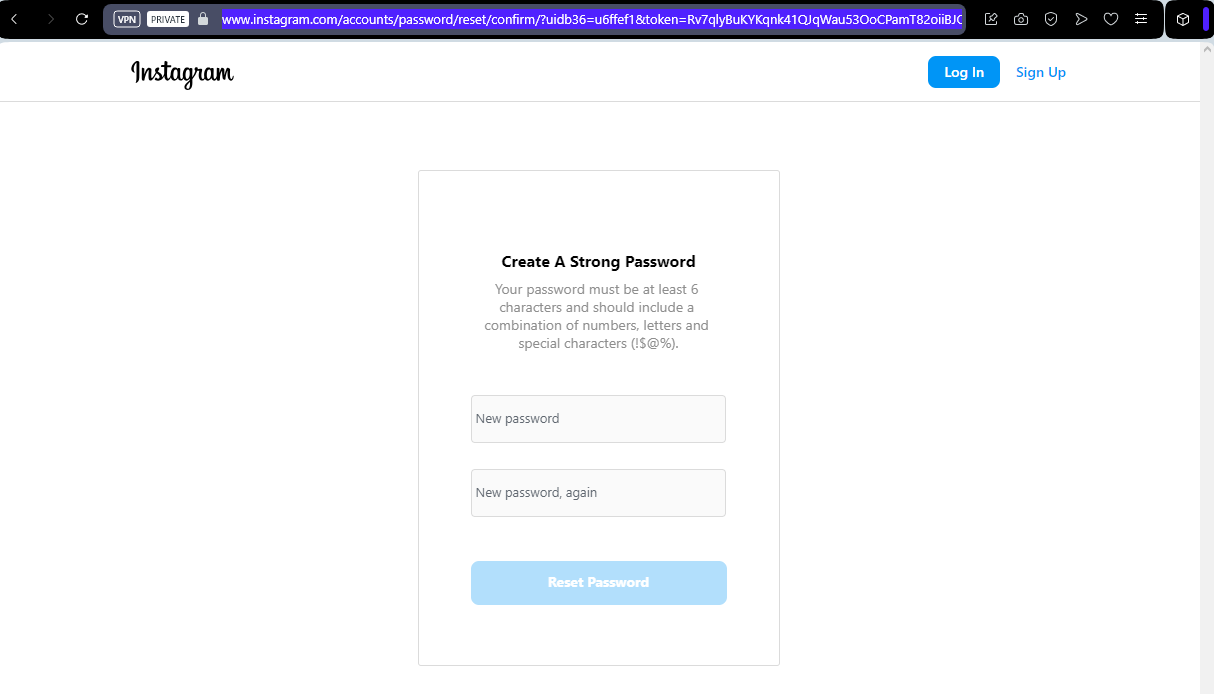 VPN
PRIVATE
www.instagram.com/accounts/password/reset/confirm/?uidb36=u6ffef1&token=Rv7qlyBuKYKqnk41QJqWau53OoCPamT82oiiBJC
Instagram
Log In
Sign Up
Create A Strong Password
Your password must be at least 6
characters and should include a
combination of numbers, letters and
special characters (!$@%).
New password
New password, again
Reset Password